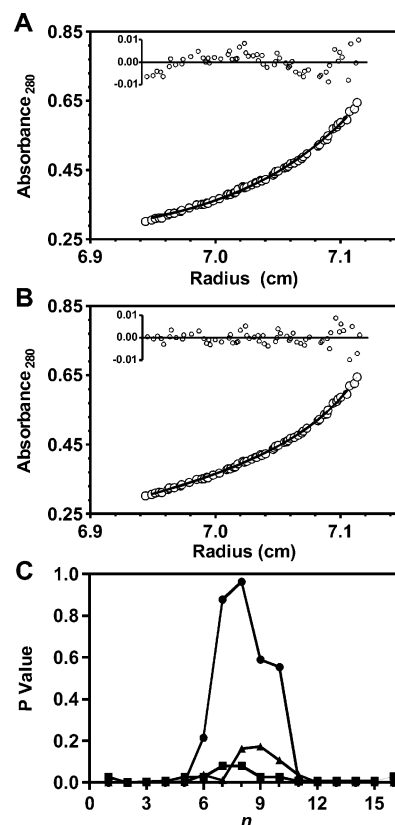 A
0.85
0.65
0.45
0.25
Absorbance280
0.01
0.00
-0.01
6.9 7.0 7.1
Radius (cm)
B
0.85
0.65
0.45
0.25
Absorbance280
0.01
0.00
-0.01
6.9 7.0 7.1
Radius (cm)
C
1.0
0.8
0.6
0.4
0.2
0.0
P Value
0 3 6 9 12 15
n